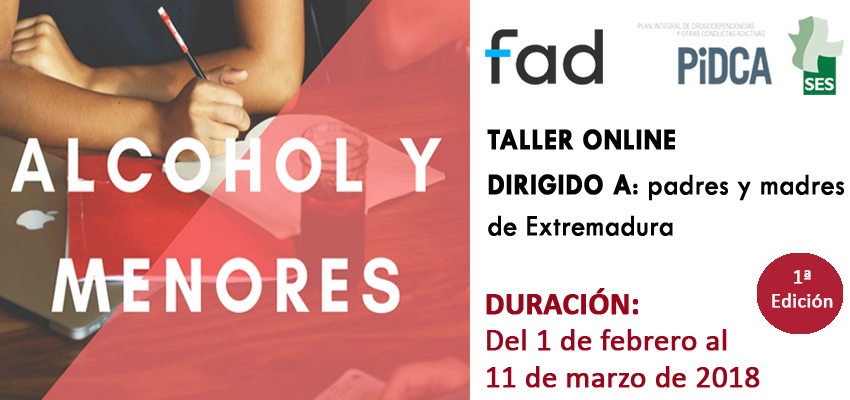 ALCOHOL Y
MENORES
fad
PLAN INTEGRAL DE DROGODEPENDENCIAS
Y OTRAS CONDUCTAS ADICTIVAS
PiDCA
SES
TALLER ONLINE
DIRIGIDO A: padres y madres
de Extremadura
1ª
Edición
DURACIÓN:
Del 1 de febrero al
11 de marzo de 2018